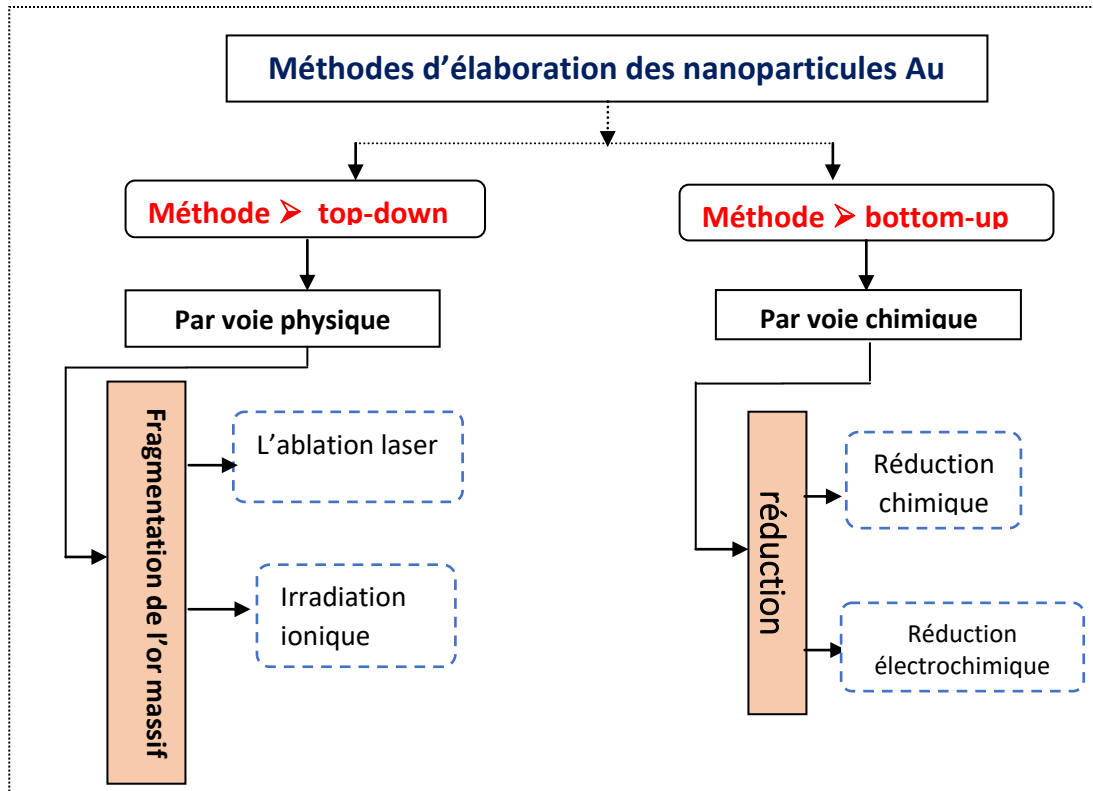 Méthodes d’élaboration des nanoparticules Au
Méthode ➢ top-down
Méthode ➢ bottom-up
Par voie physique
Par voie chimique
Fragmentation de l’or massif
L’ablation laser
Irradiation
ionique
réduction
Réduction
chimique
Réduction
électrochimique